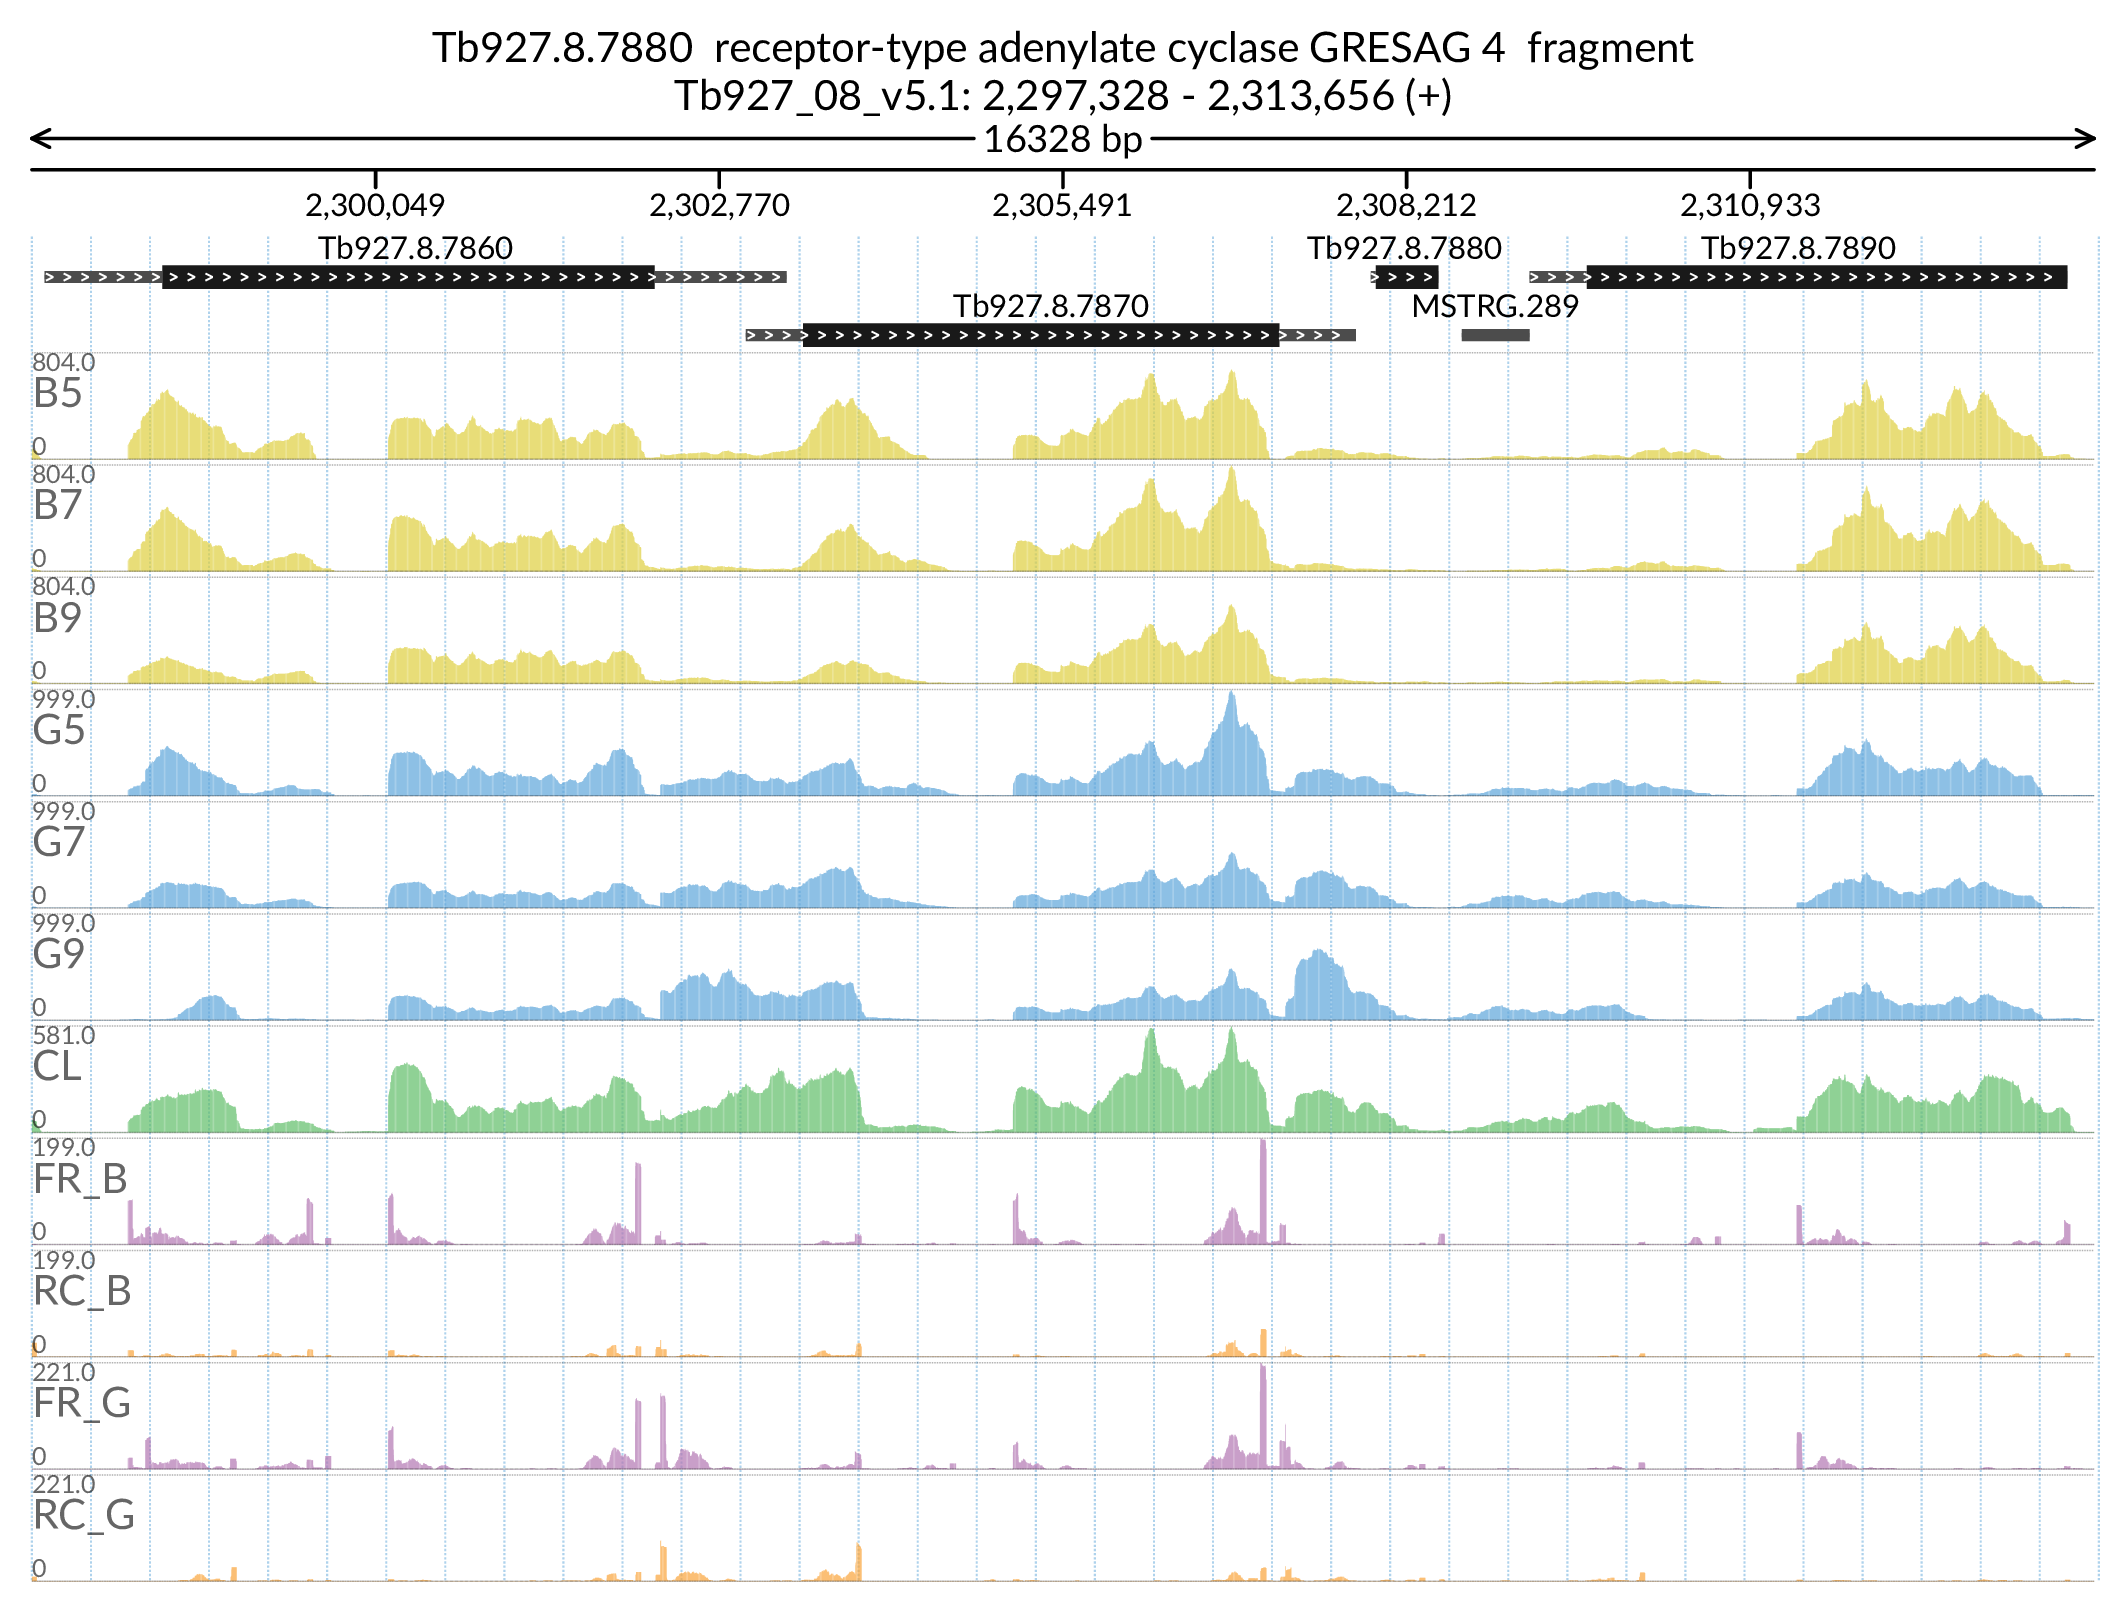 Tb927.8.7880 receptor-type adenylate cyclase GRESAG 4 fragment
Tb927_08_v5.1: 2,297,328 - 2,313,656 (+)
16328 bp
2,300,049 2,302,770 2,305,491 2,308,212 2,310,933
Tb927.8.7860 Tb927.8.7880 Tb927.8.7890
Tb927.8.7870 MSTRG.289
804.0
B5
0
804.0
B7
0
804.0
B9
0
999.0
G5
0
999.0
G7
0
999.0
G9
0
581.0
CL
0
199.0
FR_B
0
199.0
RC_B
0
221.0
FR_G
0
221.0
RC_G
0